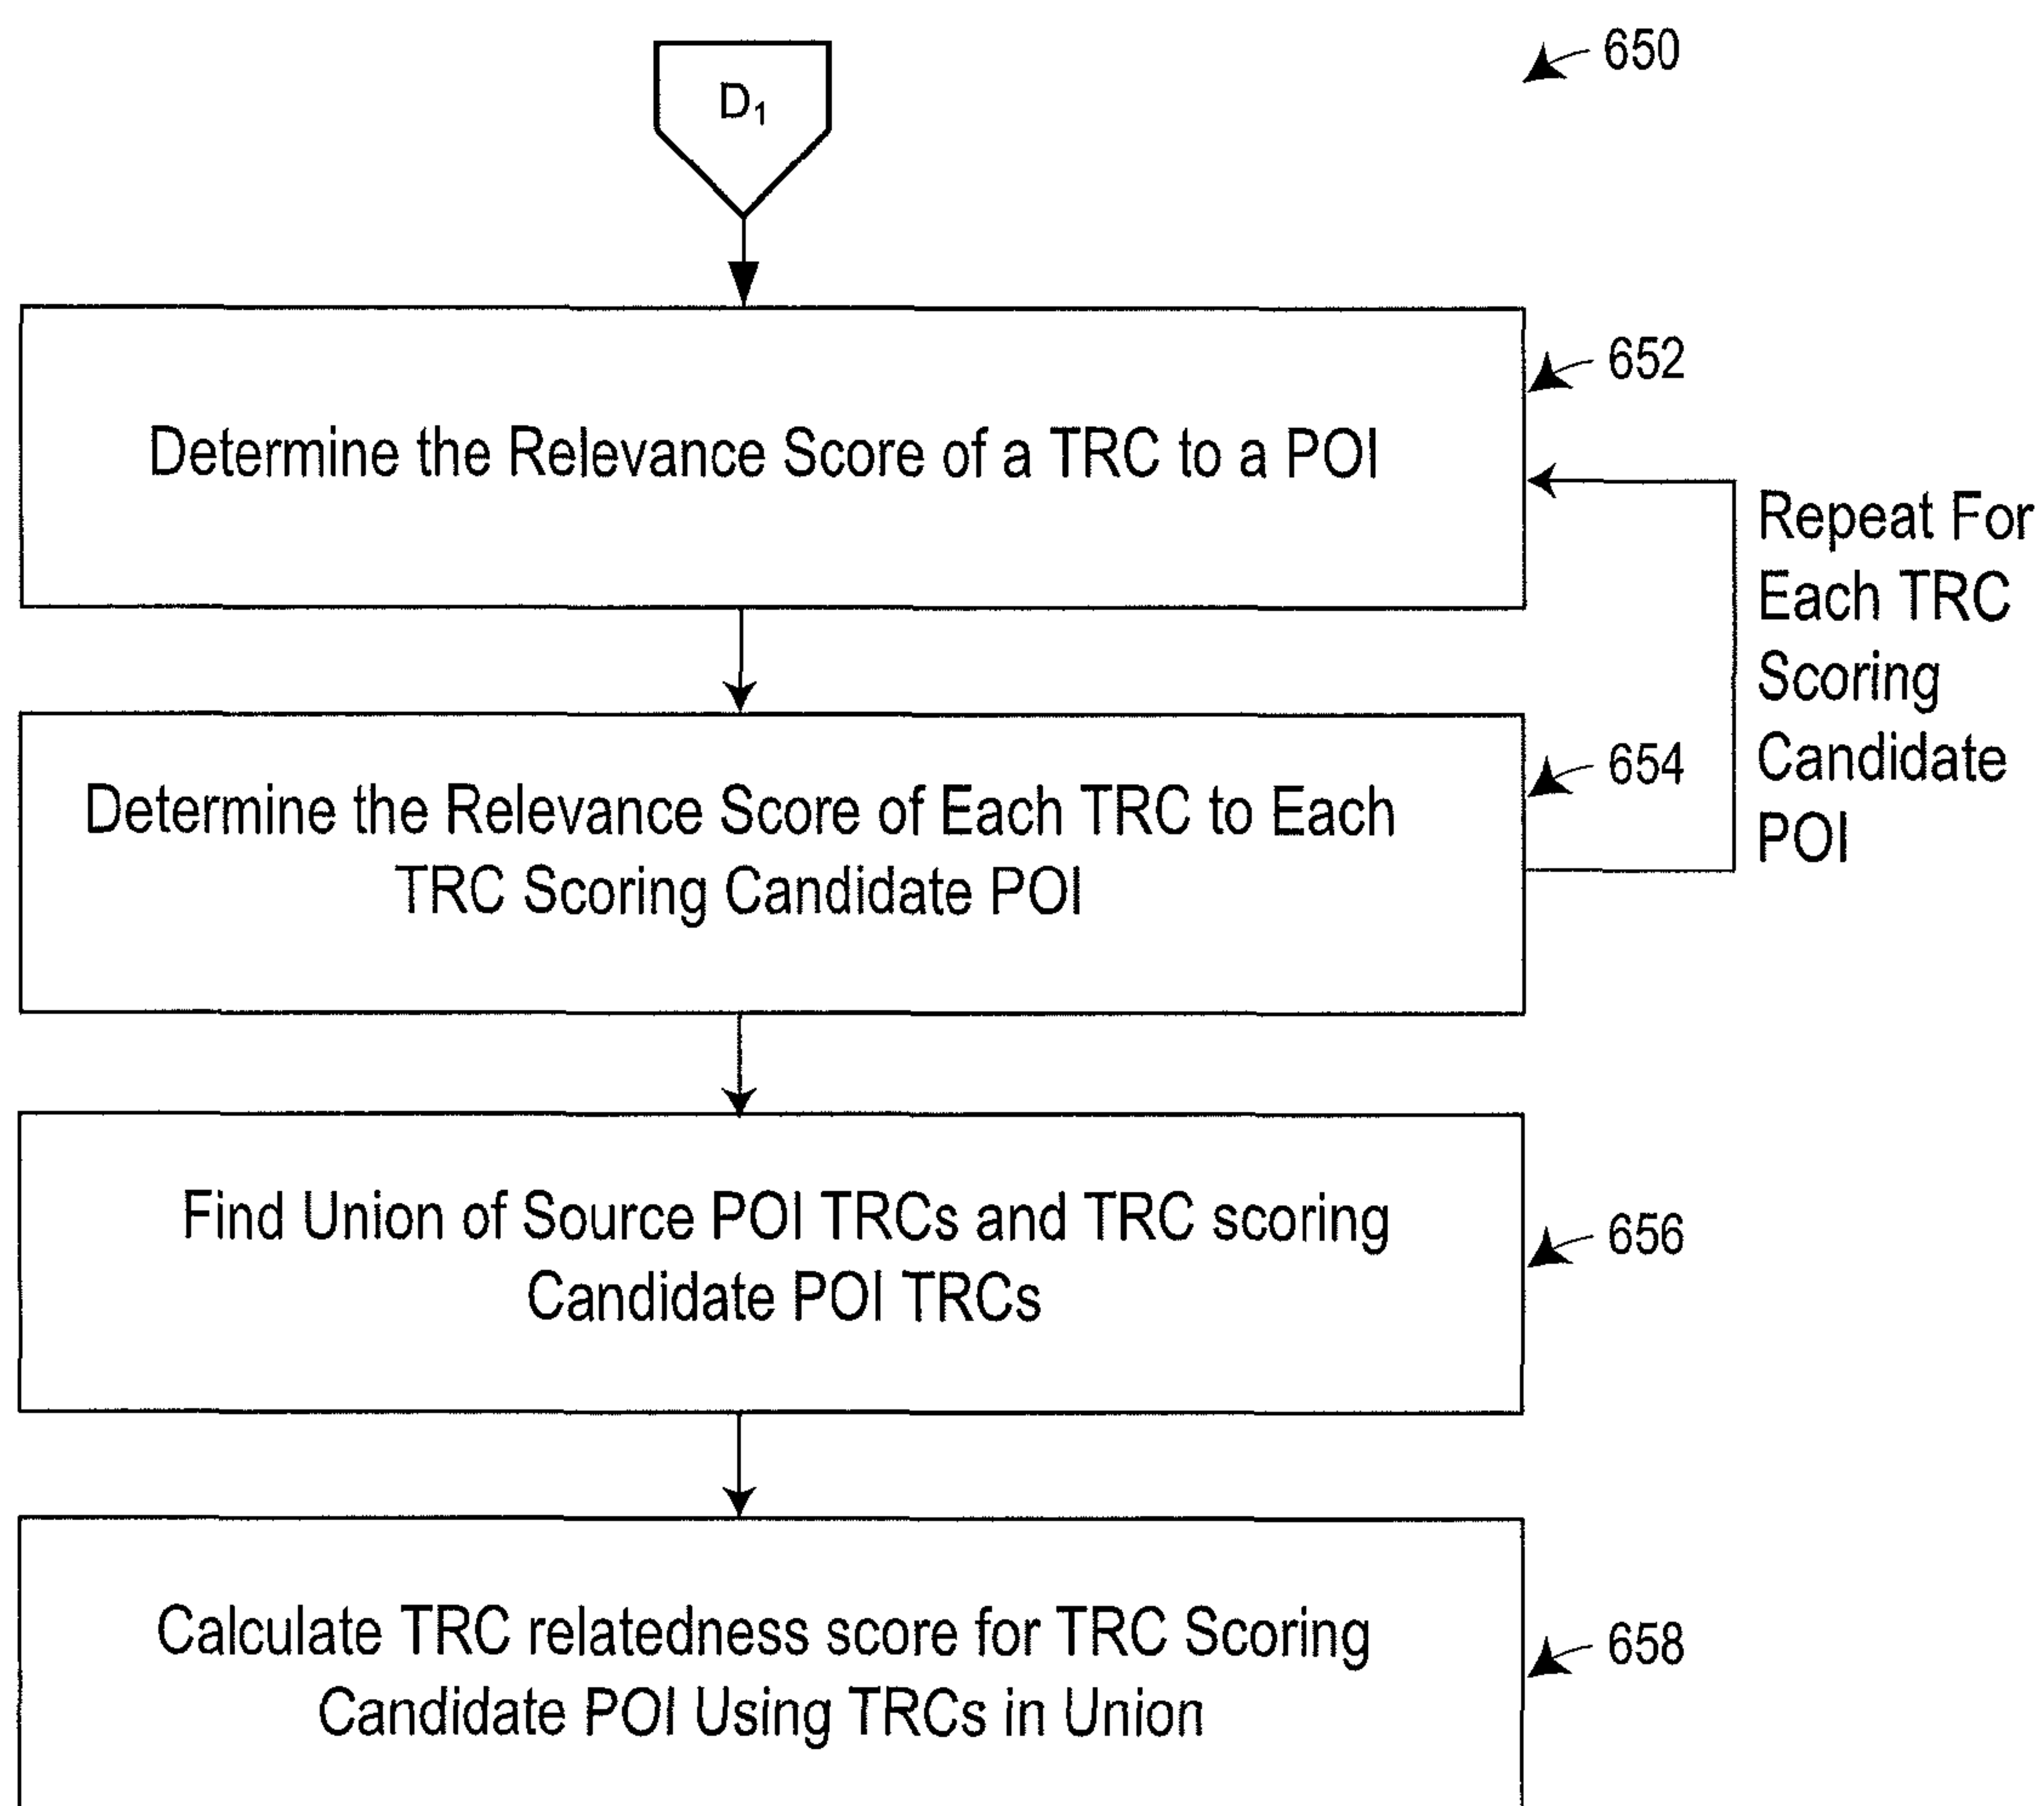 650
D₁
652
Determine the Relevance Score of a TRC to a POI
Repeat For
Each TRC
Scoring
Candidate
POI
654
Determine the Relevance Score of Each TRC to Each
TRC Scoring Candidate POI
Find Union of Source POI TRCs and TRC scoring
Candidate POI TRCs
656
Calculate TRC relatedness score for TRC Scoring
Candidate POI Using TRCs in Union
658